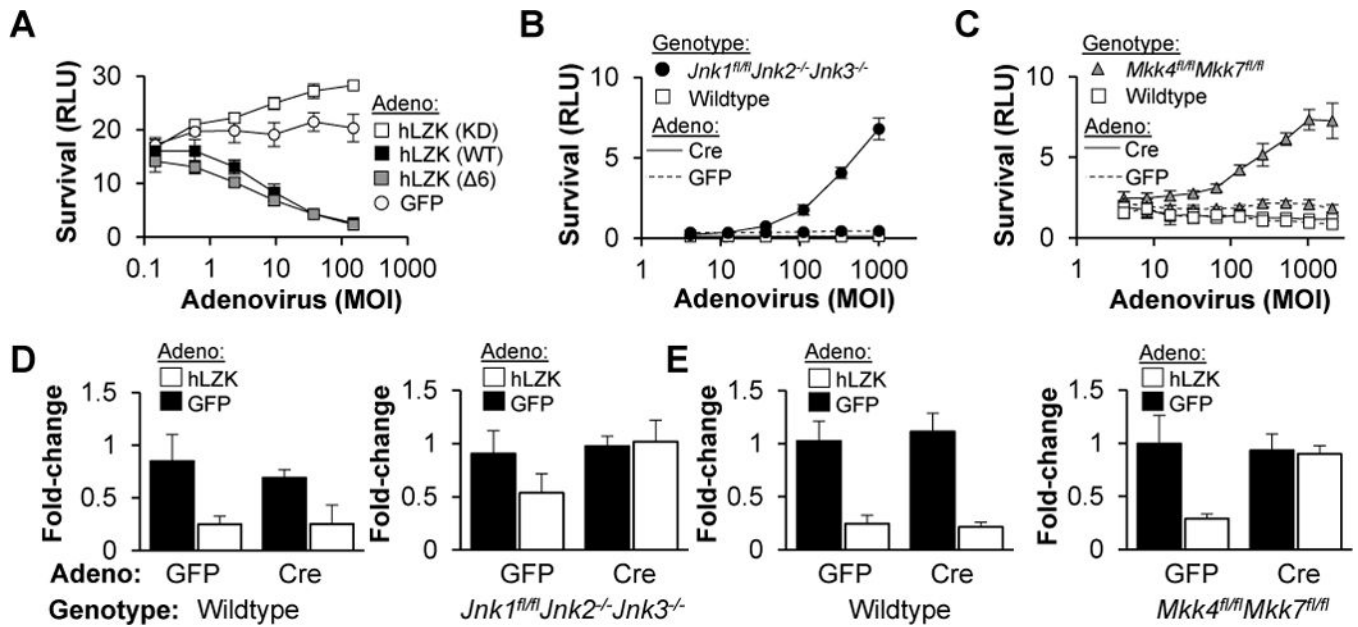 A
Survival (RLU)
30
20
10
0
0.1
1
10
100
1000
Adenovirus (MOI)
Adeno:
hLZK (KD)
hLZK (WT)
hLZK (Δ6)
GFP
B
Survival (RLU)
10
5
0
1
10
100
1000
Adenovirus (MOI)
Genotype:
Jnk1fl/flJnk2-/-Jnk3-/-
Wildtype
Adeno:
Cre
GFP
C
Survival (RLU)
10
5
0
1
10
100
1000
Adenovirus (MOI)
Genotype:
Mkk4fl/flMkk7fl/fl
Wildtype
Adeno:
Cre
GFP
D
Adeno:
hLZK
GFP
Fold-change
1.5
1
0.5
0
Adeno: GFP Cre
Genotype: Wildtype
Adeno:
hLZK
GFP
Fold-change
1.5
1
0.5
0
GFP Cre
Jnk1fl/flJnk2-/-Jnk3-/-
E
Adeno:
hLZK
GFP
Fold-change
1.5
1
0.5
0
GFP Cre
Wildtype
Adeno:
hLZK
GFP
Fold-change
1.5
1
0.5
0
GFP Cre
Mkk4fl/flMkk7fl/fl